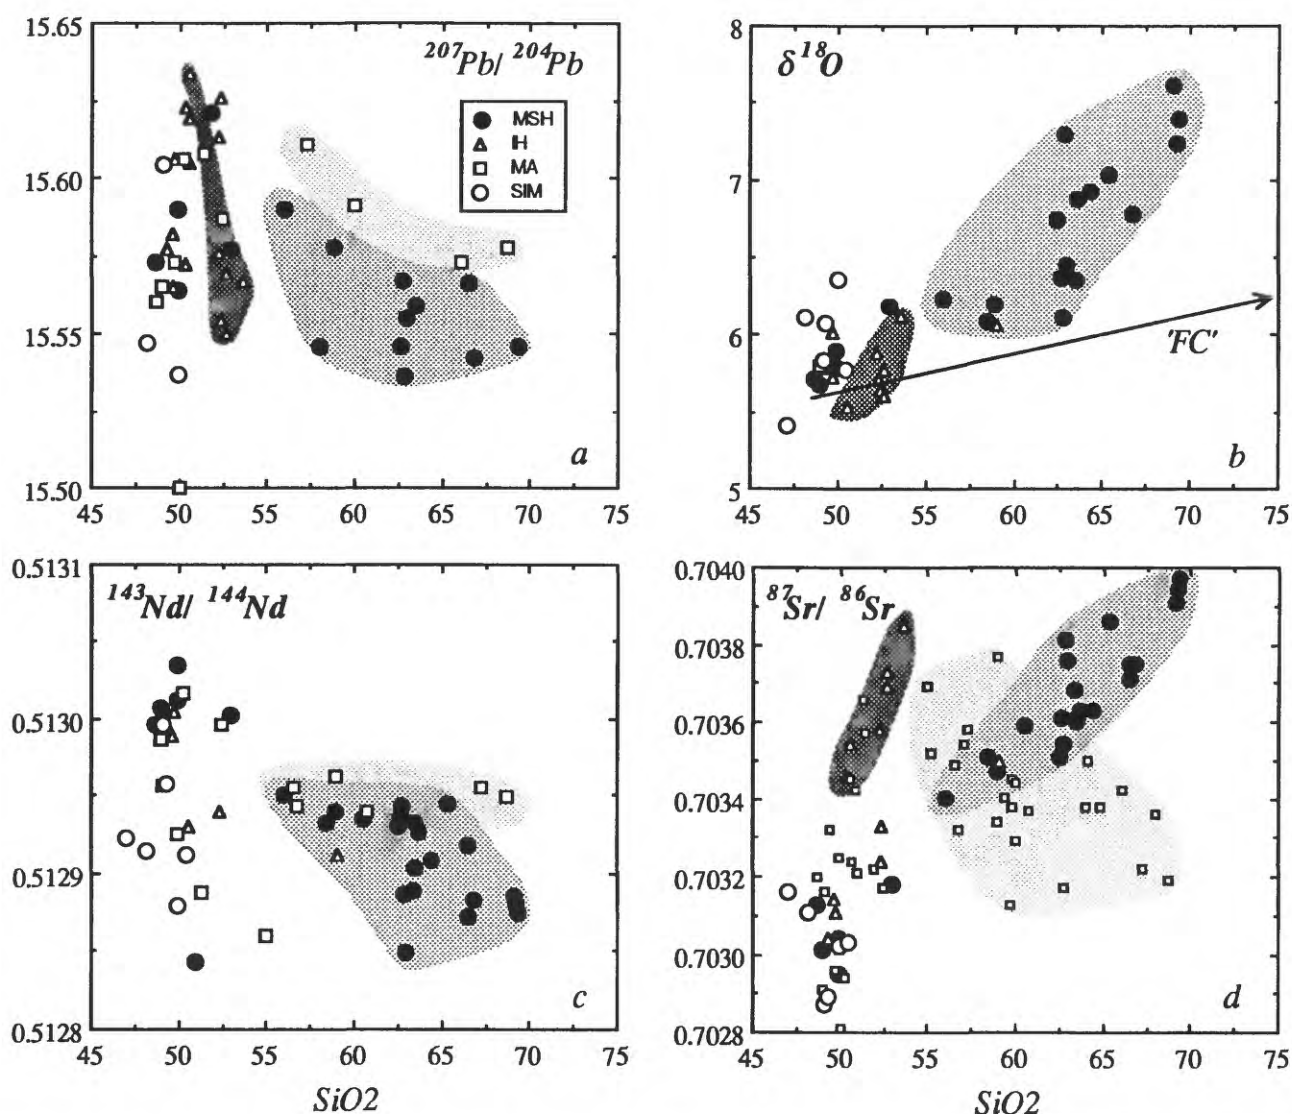 15.65
15.60
15.55
15.50
207Pb/ 204Pb
MSH
IH
MA
SIM
a
45 50 55 60 65 70 75
8
7
6
5
δ18O
'FC'
b
45 50 55 60 65 70 75
0.5131
0.5130
0.5129
0.5128
143Nd/ 144Nd
c
45 50 55 60 65 70 75
SiO2
0.7040
0.7038
0.7036
0.7034
0.7032
0.7030
0.7028
87Sr/ 86Sr
d
45 50 55 60 65 70 75
SiO2